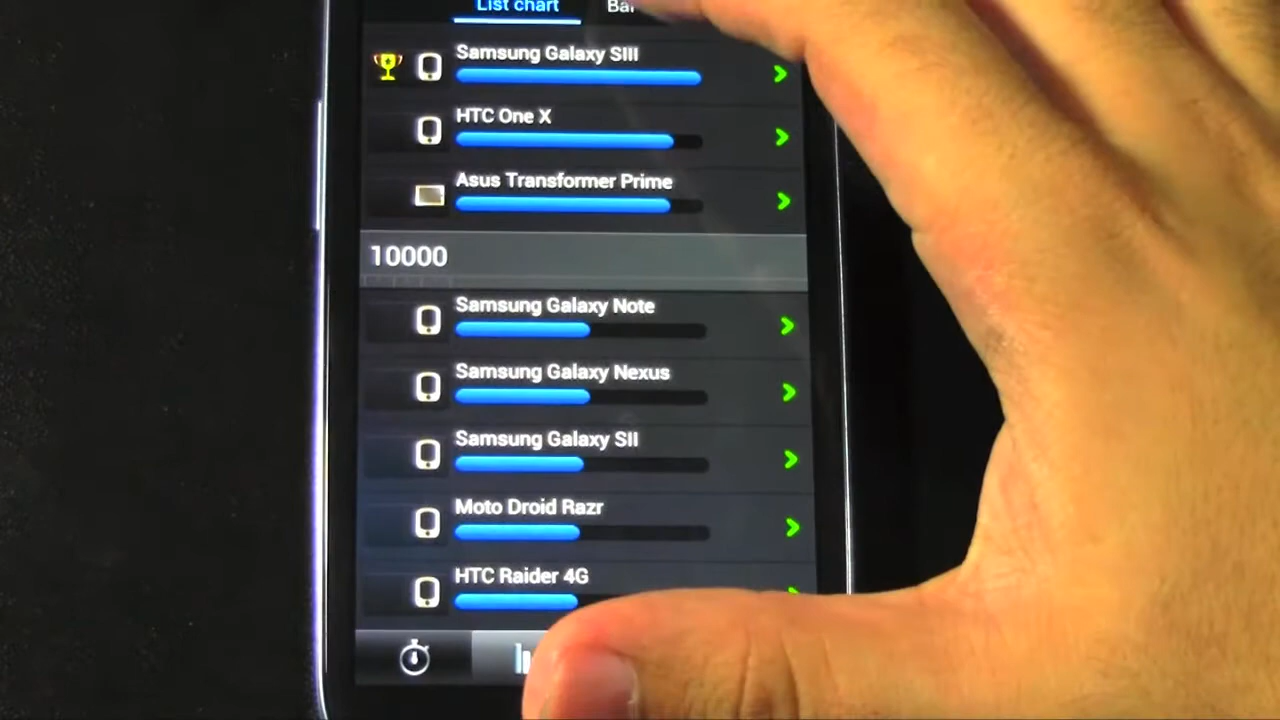 List chart
Samsung Galaxy SIII
HTC One X
Asus Transformer Prime
10000
Samsung Galaxy Note
Samsung Galaxy Nexus
Samsung Galaxy SII
Moto Droid Razr
HTC Raider 4G